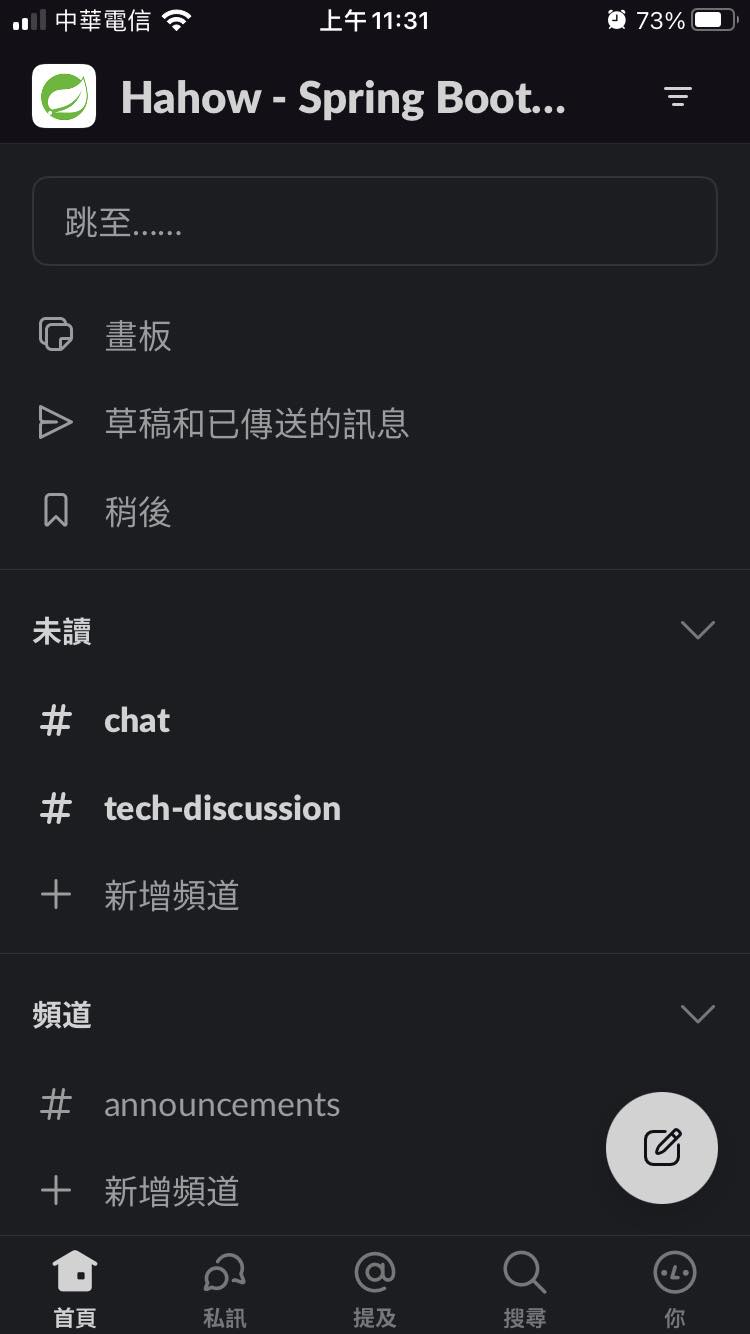 中華電信
上午11:31
73%
Hahow - Spring Boot...
跳至......
畫板
草稿和已傳送的訊息
稍後
未讀
# chat
# tech-discussion
新增頻道
頻道
# announcements
新增頻道
首頁
私訊
提及
搜尋
你